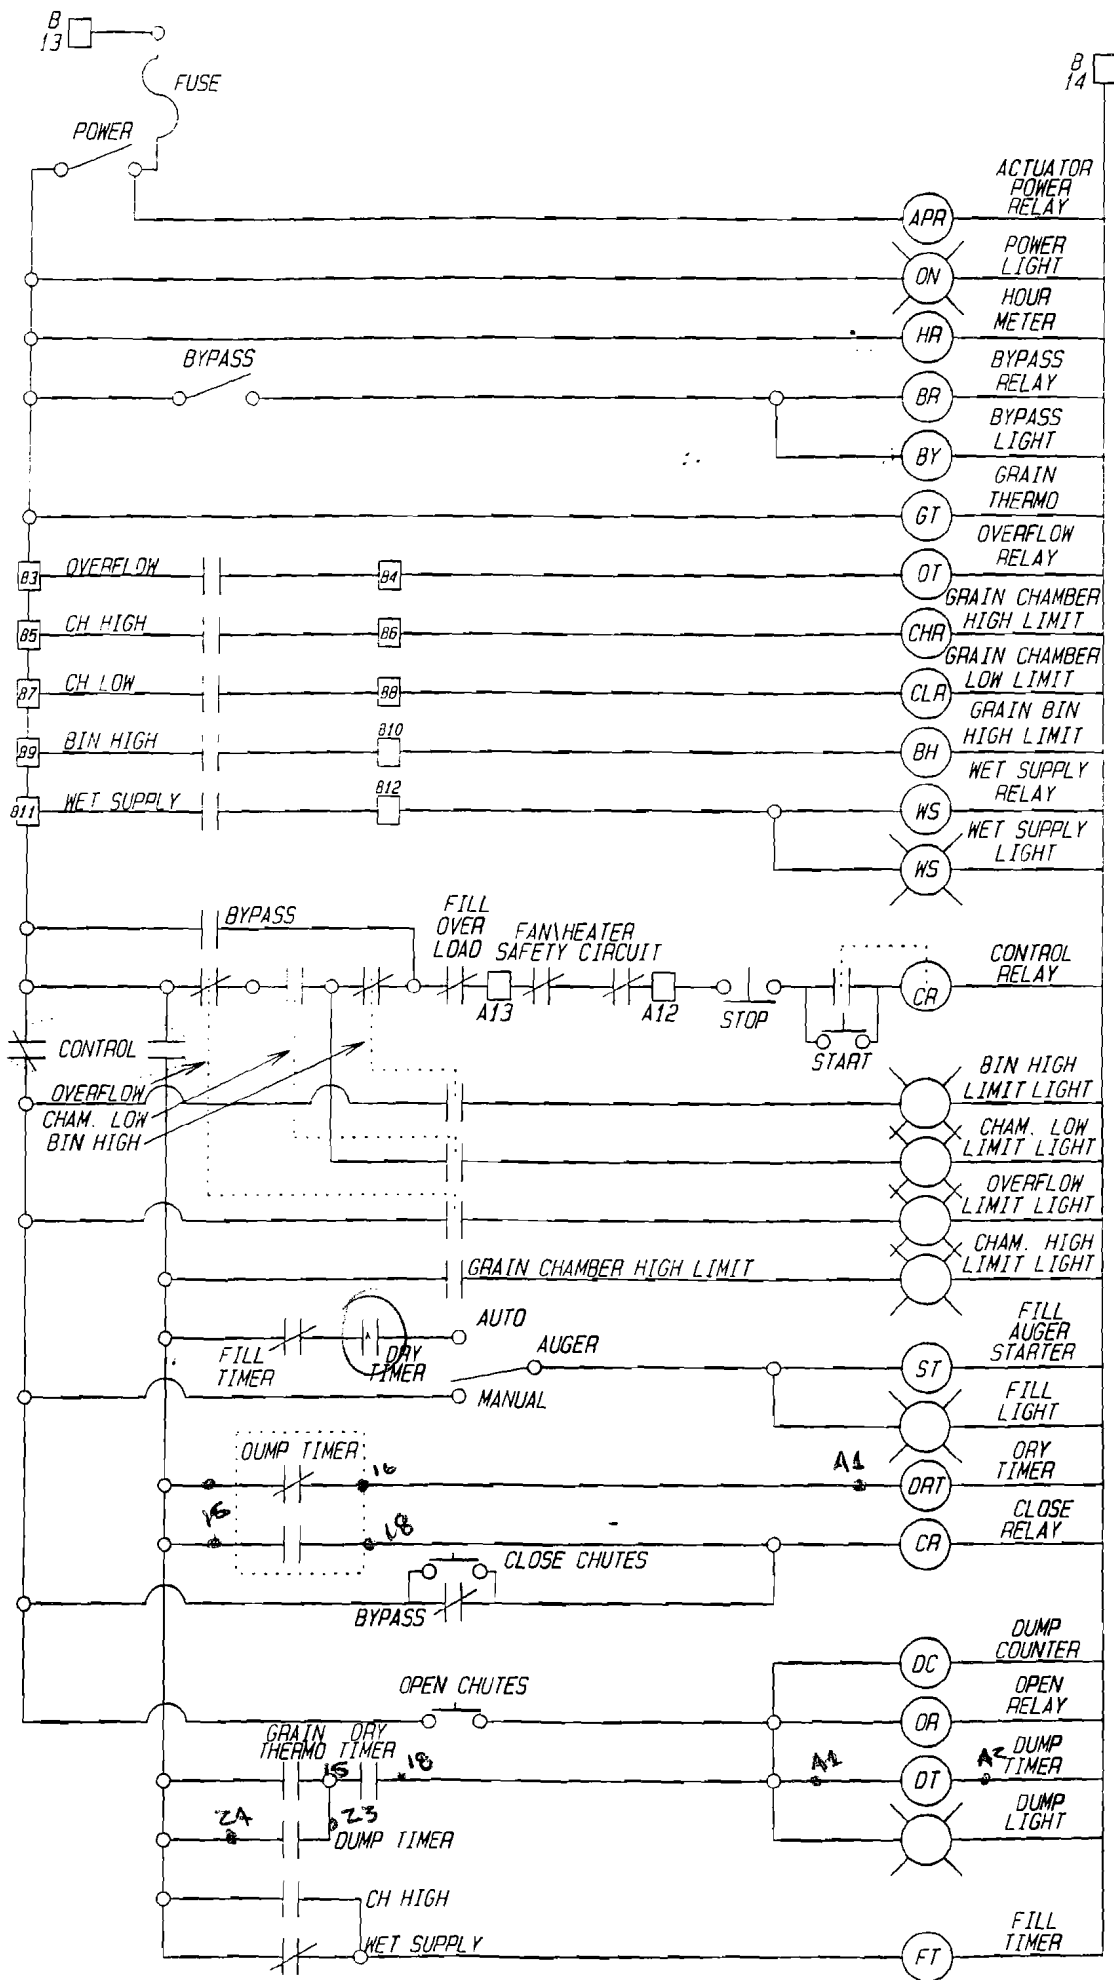 B
13
FUSE
B
14
POWER
ACTUATOR
POWER
RELAY
APR
POWER
LIGHT
ON
HOUR
METER
HR
BYPASS
BYPASS
RELAY
BR
BYPASS
LIGHT
BY
GRAIN
THERMO
GT
OVERFLOW
RELAY
B3 OVERFLOW B4 OT
GRAIN CHAMBER
HIGH LIMIT
B5 CH HIGH B6 CHR
GRAIN CHAMBER
LOW LIMIT
B7 CH LOW B8 CLR
GRAIN BIN
HIGH LIMIT
B9 BIN HIGH B10 BH
WET SUPPLY
RELAY
B11 WET SUPPLY B12 WS
WET SUPPLY
LIGHT
WS
BYPASS
FILL
OVER
LOAD
FAN\HEATER
SAFETY CIRCUIT
CONTROL
RELAY
CR
A13 A12
STOP
START
CONTROL
OVERFLOW
CHAM. LOW
BIN HIGH
BIN HIGH
LIMIT LIGHT
CHAM. LOW
LIMIT LIGHT
OVERFLOW
LIMIT LIGHT
CHAM. HIGH
LIMIT LIGHT
GRAIN CHAMBER HIGH LIMIT
AUTO
FILL
TIMER
DRY
TIMER
AUGER
MANUAL
FILL
AUGER
STARTER
ST
FILL
LIGHT
DUMP TIMER
16
A1
DRY
TIMER
DRT
15
18
CLOSE
RELAY
CR
CLOSE CHUTES
BYPASS
DUMP
COUNTER
DC
OPEN CHUTES
OPEN
RELAY
OR
GRAIN
THERMO
DRY
TIMER
15
18
A1
A2
DUMP
TIMER
DT
24
23
DUMP TIMER
DUMP
LIGHT
CH HIGH
WET SUPPLY
FILL
TIMER
FT